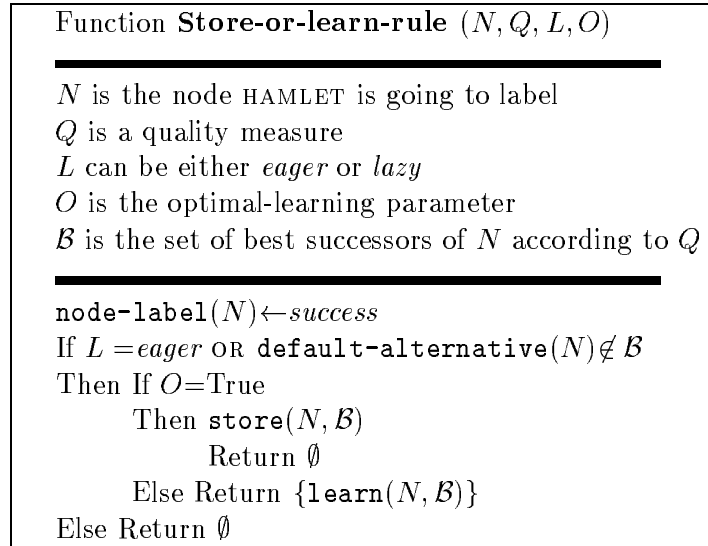 Function Store-or-learn-rule (N, Q, L, O)
N is the node HAMLET is going to label
Q is a quality measure
L can be either eager or lazy
O is the optimal-learning parameter
ℬ is the set of best successors of N according to Q
node-label(N)←success
If L =eager OR default-alternative(N)∉ ℬ
Then If O=True
Then store(N, ℬ)
Return ∅
Else Return {learn(N, ℬ)}
Else Return ∅